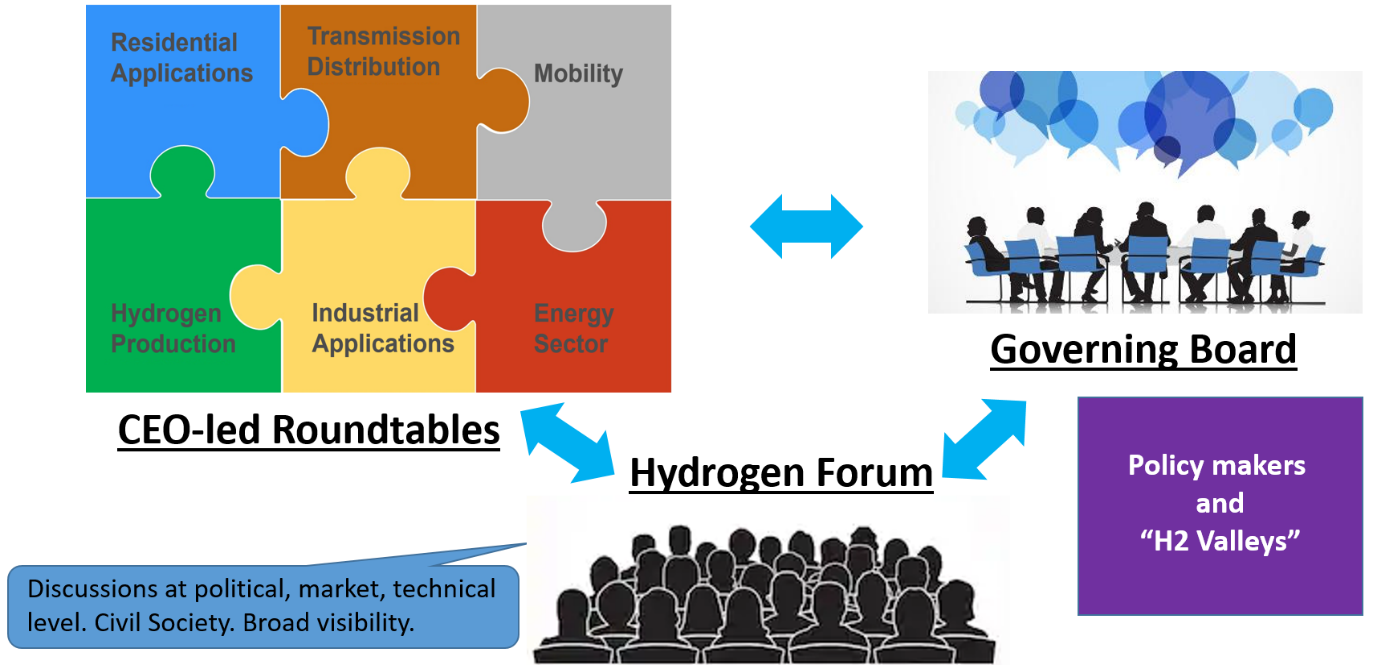 Residential
Applications
Transmission
Distribution
Mobility
Hydrogen
Production
Industrial
Applications
Energy
Sector
CEO-led Roundtables
Governing Board
Hydrogen Forum
Policy makers
and
“H2 Valleys”
Discussions at political, market, technical
level. Civil Society. Broad visibility.